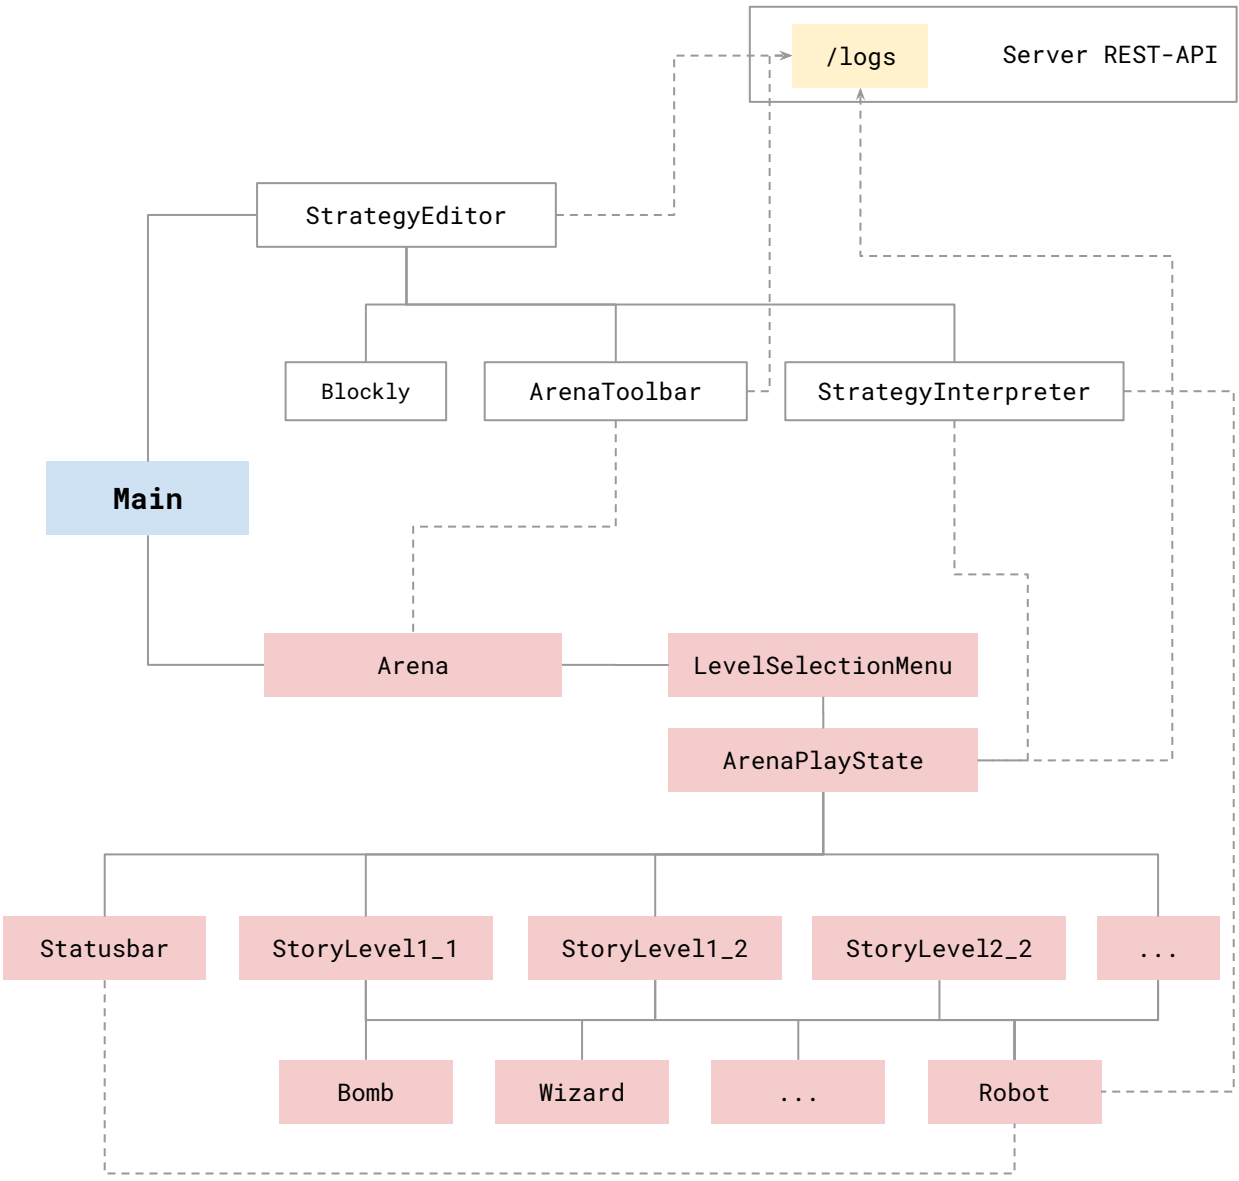 /logs
Server REST-API
StrategyEditor
Blockly
ArenaToolbar
StrategyInterpreter
Main
Arena
LevelSelectionMenu
ArenaPlayState
Statusbar
StoryLevel1_1
StoryLevel1_2
StoryLevel2_2
...
Bomb
Wizard
...
Robot